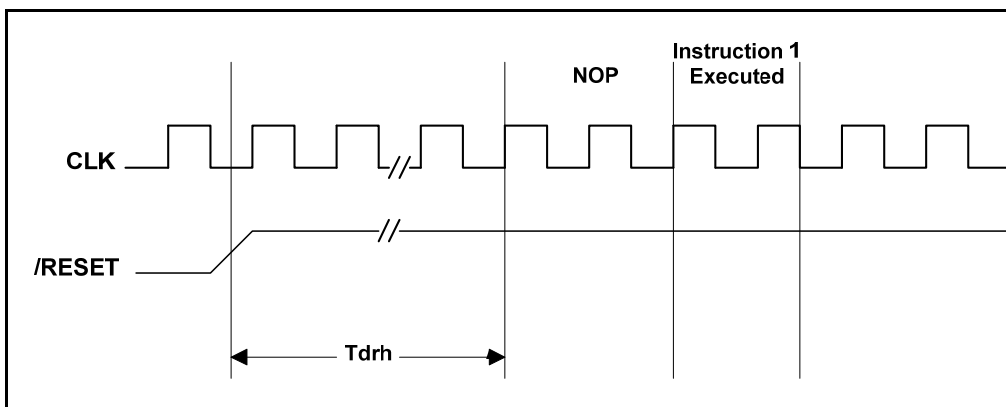 Instruction 1
NOP
Executed
CLK
/RESET
Tdrh